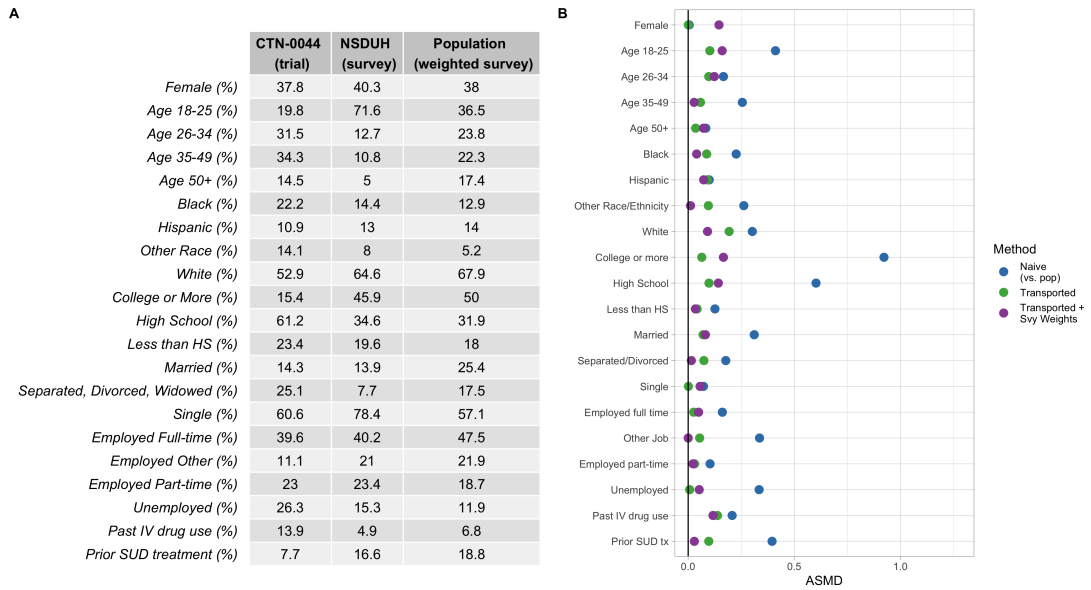 A
CTN-0044 NSDUH Population
(trial) (survey) (weighted survey)
Female (%) 37.8 40.3 38
Age 18-25 (%) 19.8 71.6 36.5
Age 26-34 (%) 31.5 12.7 23.8
Age 35-49 (%) 34.3 10.8 22.3
Age 50+ (%) 14.5 5 17.4
Black (%) 22.2 14.4 12.9
Hispanic (%) 10.9 13 14
Other Race (%) 14.1 8 5.2
White (%) 52.9 64.6 67.9
College or More (%) 15.4 45.9 50
High School (%) 61.2 34.6 31.9
Less than HS (%) 23.4 19.6 18
Married (%) 14.3 13.9 25.4
Separated, Divorced, Widowed (%) 25.1 7.7 17.5
Single (%) 60.6 78.4 57.1
Employed Full-time (%) 39.6 40.2 47.5
Employed Other (%) 11.1 21 21.9
Employed Part-time (%) 23 23.4 18.7
Unemployed (%) 26.3 15.3 11.9
Past IV drug use (%) 13.9 4.9 6.8
Prior SUD treatment (%) 7.7 16.6 18.8
B
Female
Age 18-25
Age 26-34
Age 35-49
Age 50+
Black
Hispanic
Other Race/Ethnicity
White
College or more
High School
Less than HS
Married
Separated/Divorced
Single
Employed full time
Other Job
Employed part-time
Unemployed
Past IV drug use
Prior SUD tx
0.0 0.5 1.0
ASMD
Method
Naive
(vs. pop)
Transported
Transported +
Svy Weights